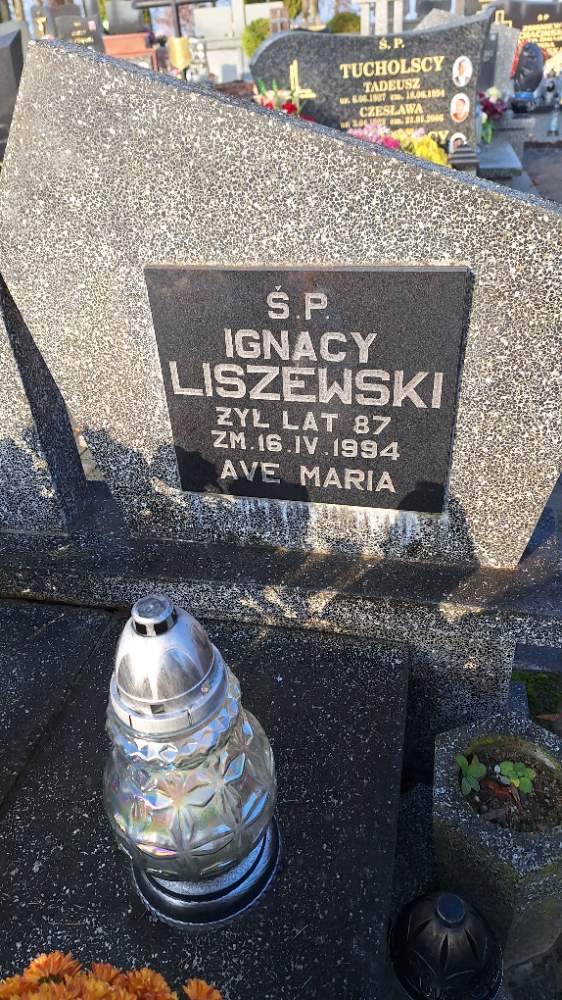 Ś.P.
TUCHOLSCY
TADEUSZ
CZESŁAWA
Ś.P.
IGNACY
LISZEWSKI
ŻYŁ LAT 87
ZM.16.IV.1994
AVE MARIA